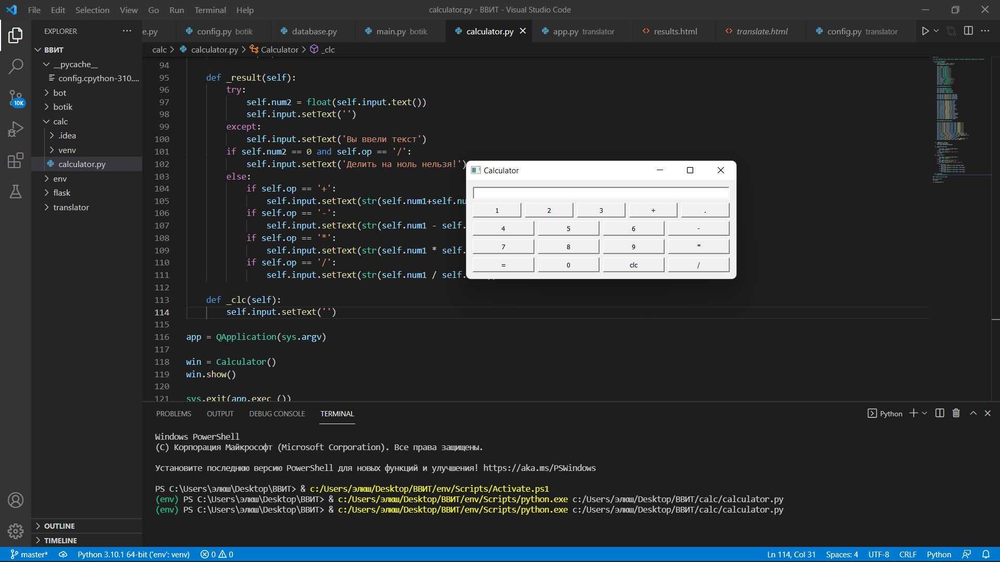 File Edit Selection View Go Run Terminal Help
calculator.py - ВВИТ - Visual Studio Code
EXPLORER
e.py
config.py botik
database.py
main.py botik
calculator.py
app.py translator
results.html
translate.html
config.py translator
calc > calculator.py > Calculator > _clc
ВВИТ
__pycache__
config.cpython-310....
bot
botik
calc
.idea
venv
calculator.py
env
flask
translator
OUTLINE
TIMELINE
10K
94
95 def _result(self):
96 try:
97 self.num2 = float(self.input.text())
98 self.input.setText('')
99 except:
100 self.input.setText('Вы ввели текст')
101 if self.num2 == 0 and self.op == '/':
102 self.input.setText('Делить на ноль нельзя!')
103 else:
104 if self.op == '+':
105 self.input.setText(str(self.num1+self.nu
106 if self.op == '-':
107 self.input.setText(str(self.num1 - self.
108 if self.op == '*':
109 self.input.setText(str(self.num1 * self.
110 if self.op == '/':
111 self.input.setText(str(self.num1 / self.
112
113 def _clc(self):
114 self.input.setText('')
115
116 app = QApplication(sys.argv)
117
118 win = Calculator()
119 win.show()
120
121 sys.exit(app.exec_())
Calculator
1 2 3 + .
4 5 6 -
7 8 9 *
= 0 clc /
PROBLEMS OUTPUT DEBUG CONSOLE TERMINAL
Python
Windows PowerShell
(C) Корпорация Майкрософт (Microsoft Corporation). Все права защищены.
Установите последнюю версию PowerShell для новых функций и улучшения! https://aka.ms/PSWindows
PS C:\Users\элюш\Desktop\ВВИТ> & c:/Users/элюш/Desktop/ВВИТ/env/Scripts/Activate.ps1
(env) PS C:\Users\элюш\Desktop\ВВИТ> & c:/Users/элюш/Desktop/ВВИТ/env/Scripts/python.exe c:/Users/элюш/Desktop/ВВИТ/calc/calculator.py
(env) PS C:\Users\элюш\Desktop\ВВИТ> & c:/Users/элюш/Desktop/ВВИТ/env/Scripts/python.exe c:/Users/элюш/Desktop/ВВИТ/calc/calculator.py
master* Python 3.10.1 64-bit ('env': venv) 0 0
Ln 114, Col 31 Spaces: 4 UTF-8 CRLF Python